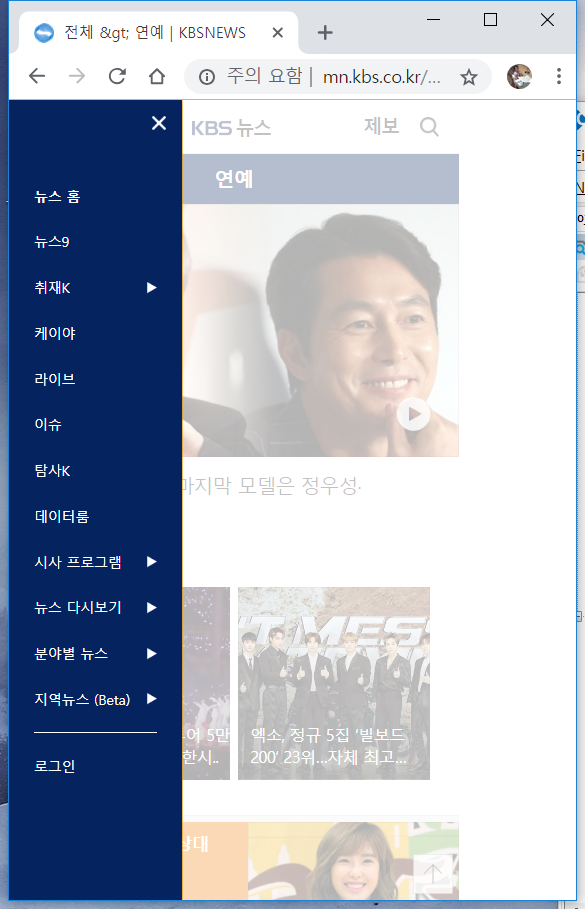 전체 &gt; 연예 | KBSNEWS
주의 요함 | mn.kbs.co.kr/...
KBS 뉴스
제보
연예
뉴스 홈
뉴스9
취재K
케이야
라이브
이슈
탐사K
데이터룸
시사 프로그램
뉴스 다시보기
분야별 뉴스
지역뉴스 (Beta)
로그인
마지막 모델은 정우성·
어 5만
한시..
엑소, 정규 5집 '빌보드
200' 23위...자체 최고...
상대